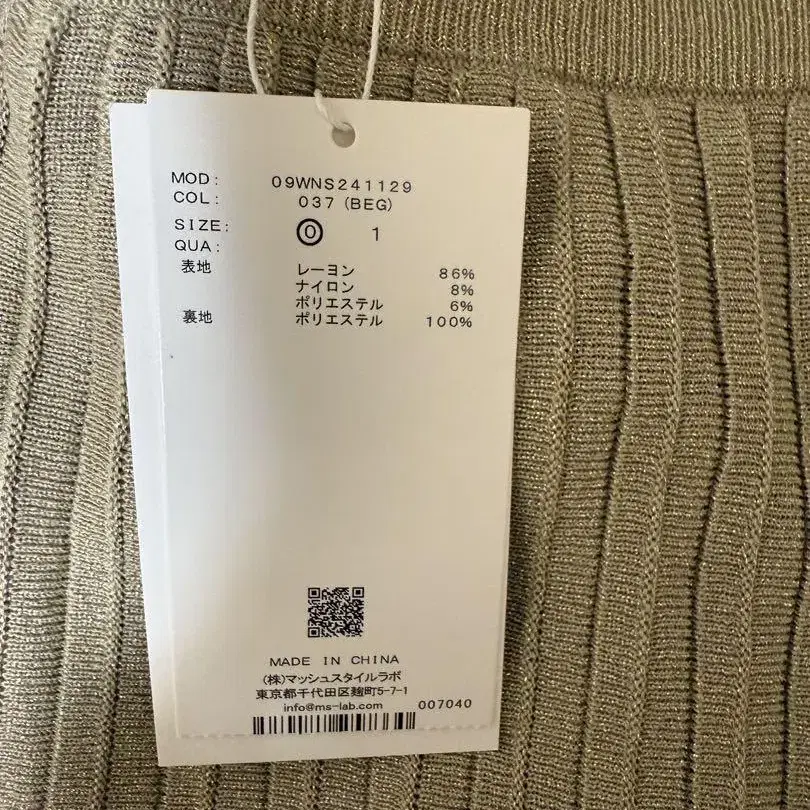 MOD: 09WNS241129
COL: 037 (BEG)
SIZE: 0 1
QUA:
表地 レーヨン 86%
ナイロン 8%
ポリエステル 6%
裏地 ポリエステル 100%
MADE IN CHINA
(株)マッシュスタイルラボ
東京都千代田区麹町5-7-1
info@ms-lab.com 007040